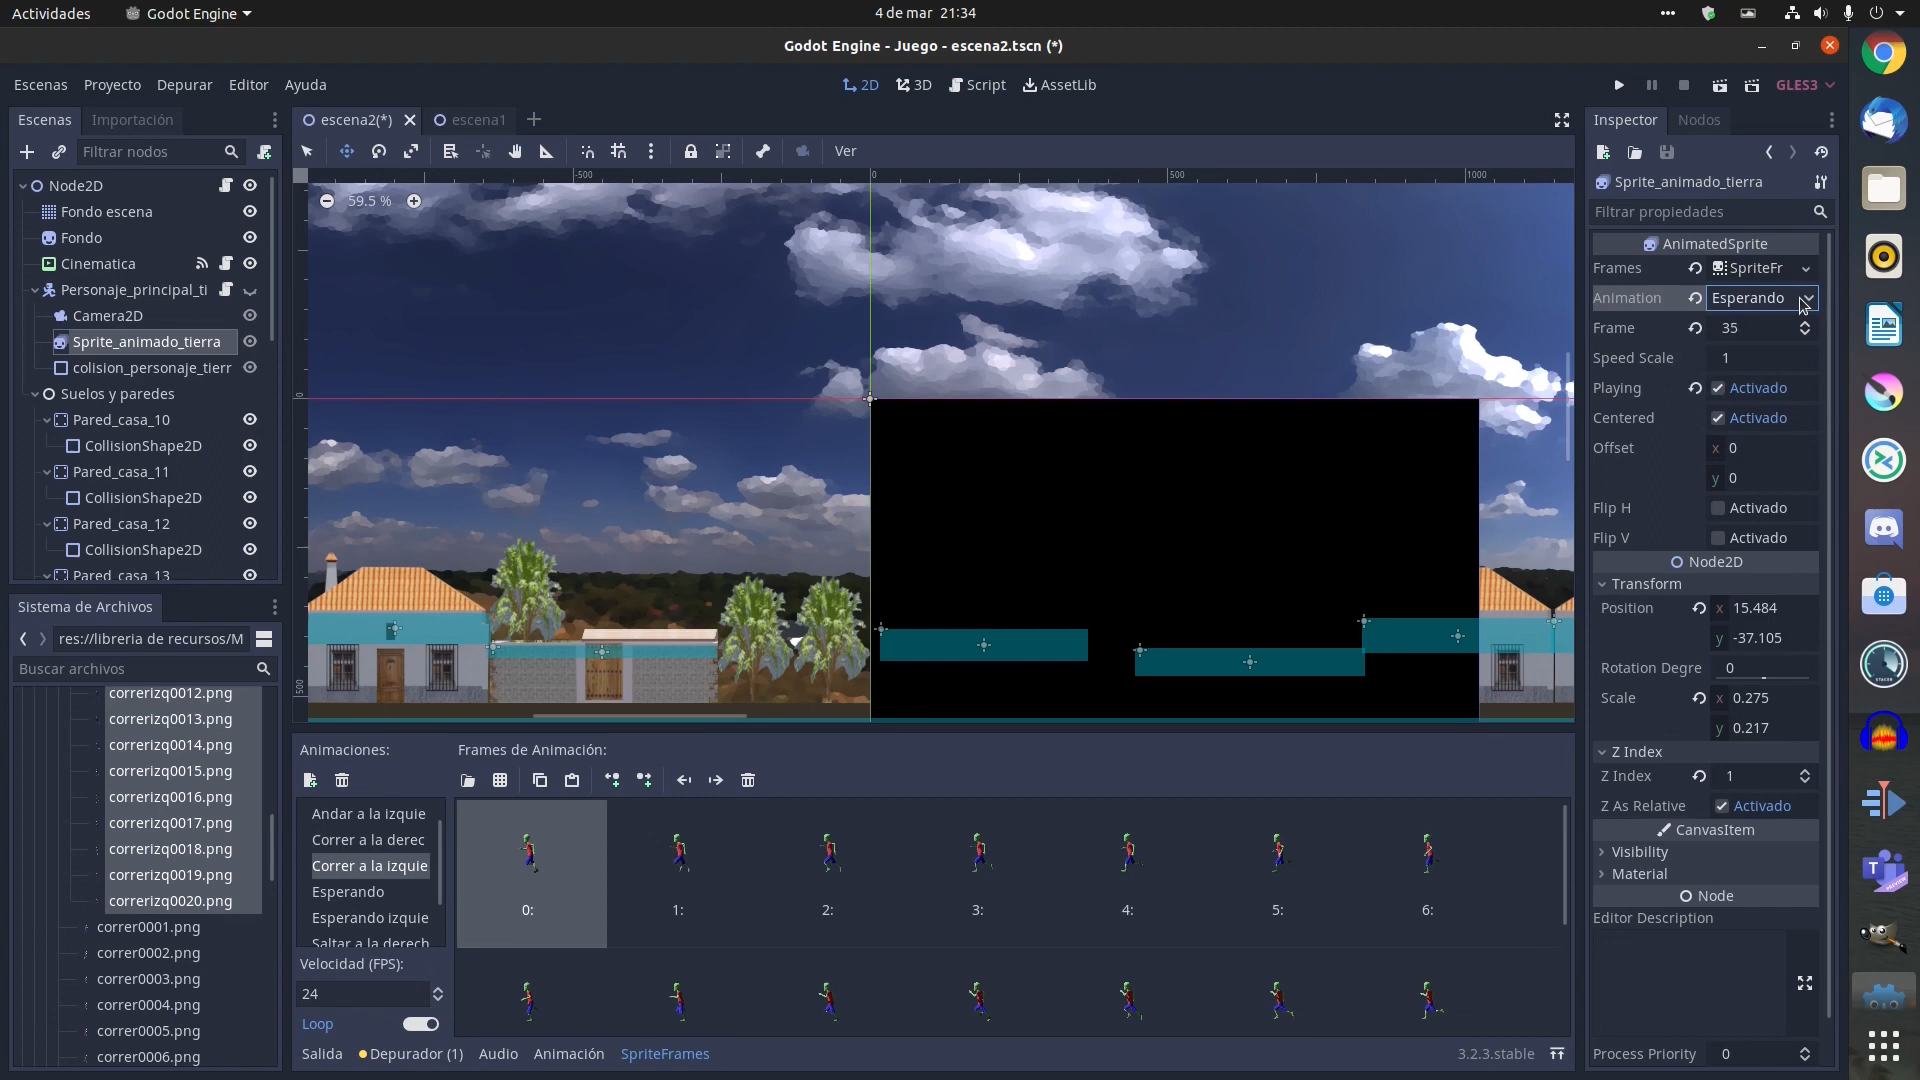 Actividades
Godot Engine
4 de mar 21:34
Godot Engine - Juego - escena2.tscn (*)
Escenas Proyecto Depurar Editor Ayuda
2D 3D Script AssetLib
GLES3
Escenas Importación
Filtrar nodos
Node2D
Fondo escena
Fondo
Cinematica
Personaje_principal_ti
Camera2D
Sprite_animado_tierra
colision_personaje_tierr
Suelos y paredes
Pared_casa_10
CollisionShape2D
Pared_casa_11
CollisionShape2D
Pared_casa_12
CollisionShape2D
Pared_casa_13
Sistema de Archivos
res://libreria de recursos/M
Buscar archivos
correrizq0012.png
correrizq0013.png
correrizq0014.png
correrizq0015.png
correrizq0016.png
correrizq0017.png
correrizq0018.png
correrizq0019.png
correrizq0020.png
correr0001.png
correr0002.png
correr0003.png
correr0004.png
correr0005.png
correr0006.png
escena2(*) escena1
Ver
-500 0 500 1000
59.5 %
0
500
Animaciones:
Andar a la izquie
Correr a la derec
Correr a la izquie
Esperando
Esperando izquie
Saltar a la derech
Velocidad (FPS):
24
Loop
Frames de Animación:
0: 1: 2: 3: 4: 5: 6:
Salida Depurador (1) Audio Animación SpriteFrames
3.2.3.stable
Inspector Nodos
Sprite_animado_tierra
Filtrar propiedades
AnimatedSprite
Frames SpriteFr
Animation Esperando
Frame 35
Speed Scale 1
Playing Activado
Centered Activado
Offset x 0
y 0
Flip H Activado
Flip V Activado
Node2D
Transform
Position x 15.484
y -37.105
Rotation Degre 0
Scale x 0.275
y 0.217
Z Index
Z Index 1
Z As Relative Activado
CanvasItem
Visibility
Material
Node
Editor Description
Process Priority 0
STACER
T
PREVIEW